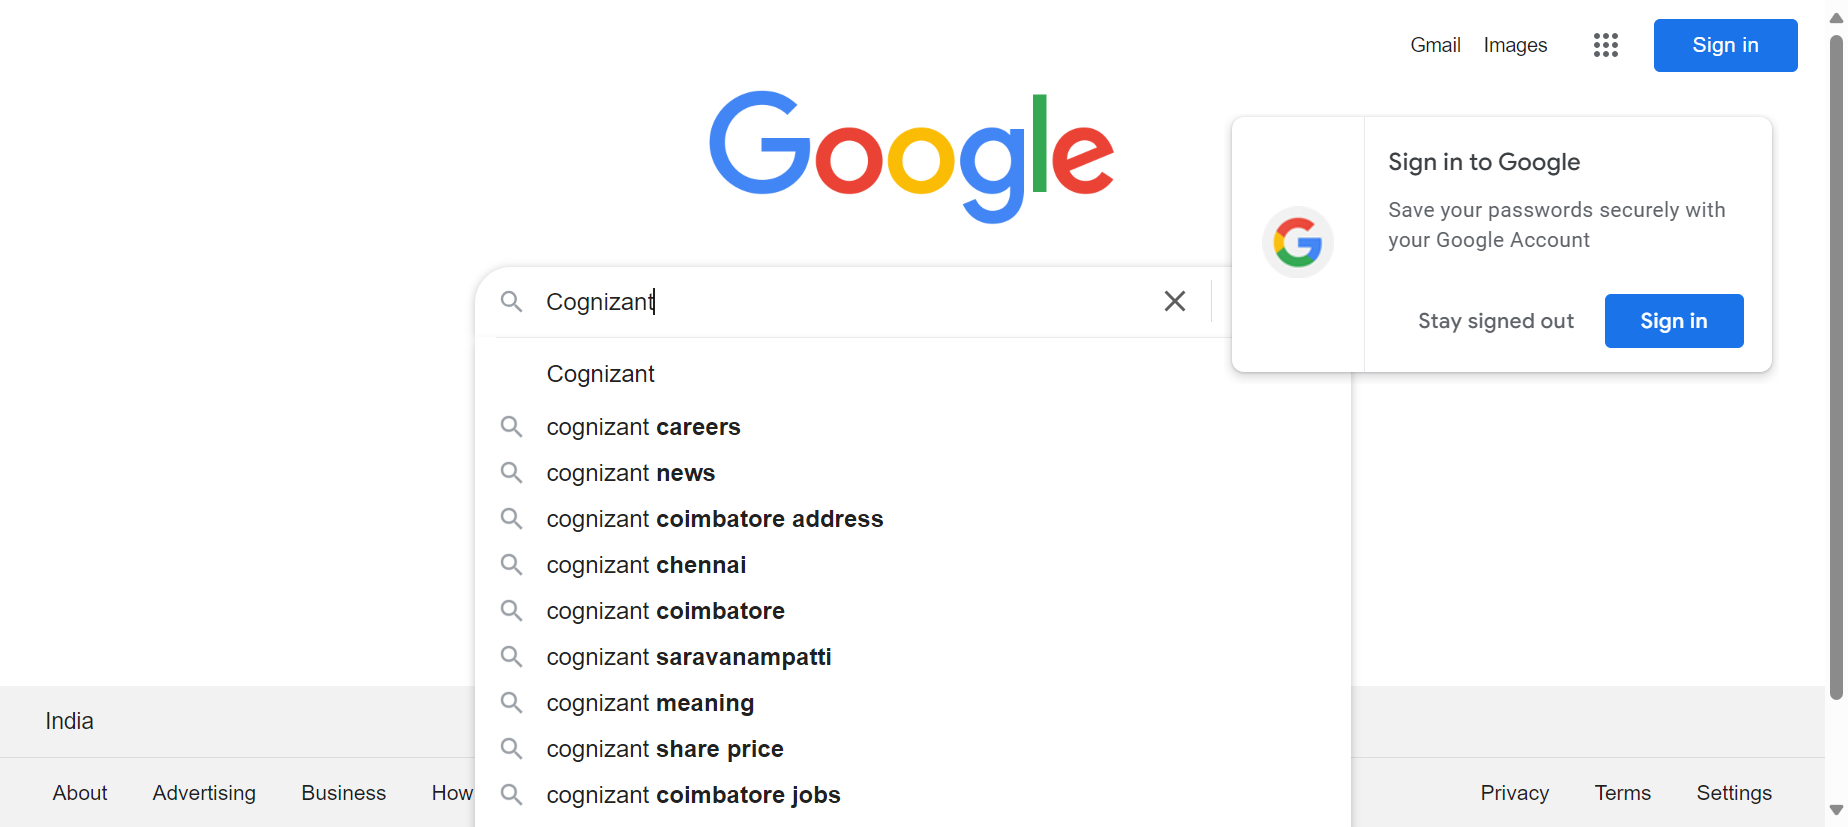 Gmail Images Sign in
Google
Sign in to Google
Save your passwords securely with
your Google Account
Stay signed out Sign in
Cognizant
Cognizant
cognizant careers
cognizant news
cognizant coimbatore address
cognizant chennai
cognizant coimbatore
cognizant saravanampatti
cognizant meaning
cognizant share price
cognizant coimbatore jobs
India
About Advertising Business How
Privacy Terms Settings